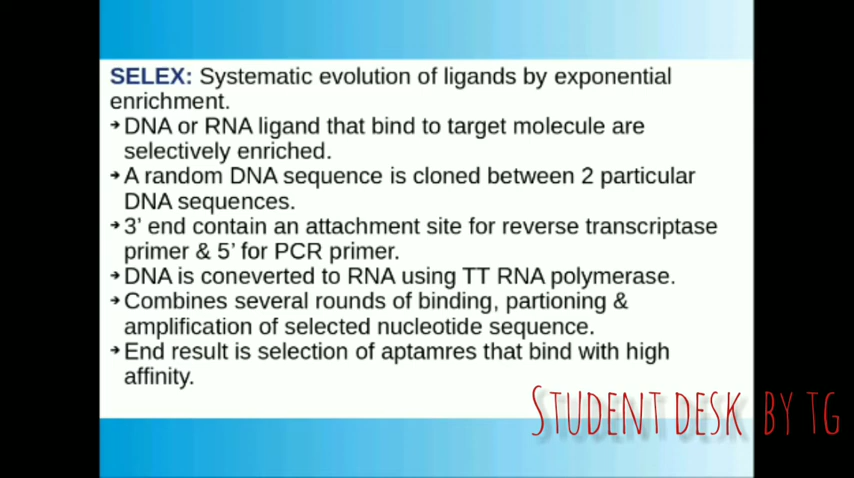 SELEX: Systematic evolution of ligands by exponential
enrichment.
➔DNA or RNA ligand that bind to target molecule are
selectively enriched.
➔A random DNA sequence is cloned between 2 particular
DNA sequences.
➔3’ end contain an attachment site for reverse transcriptase
primer & 5’ for PCR primer.
➔DNA is coneverted to RNA using TT RNA polymerase.
➔Combines several rounds of binding, partioning &
amplification of selected nucleotide sequence.
➔End result is selection of aptamres that bind with high
affinity.
STUDENT DESK BY TG